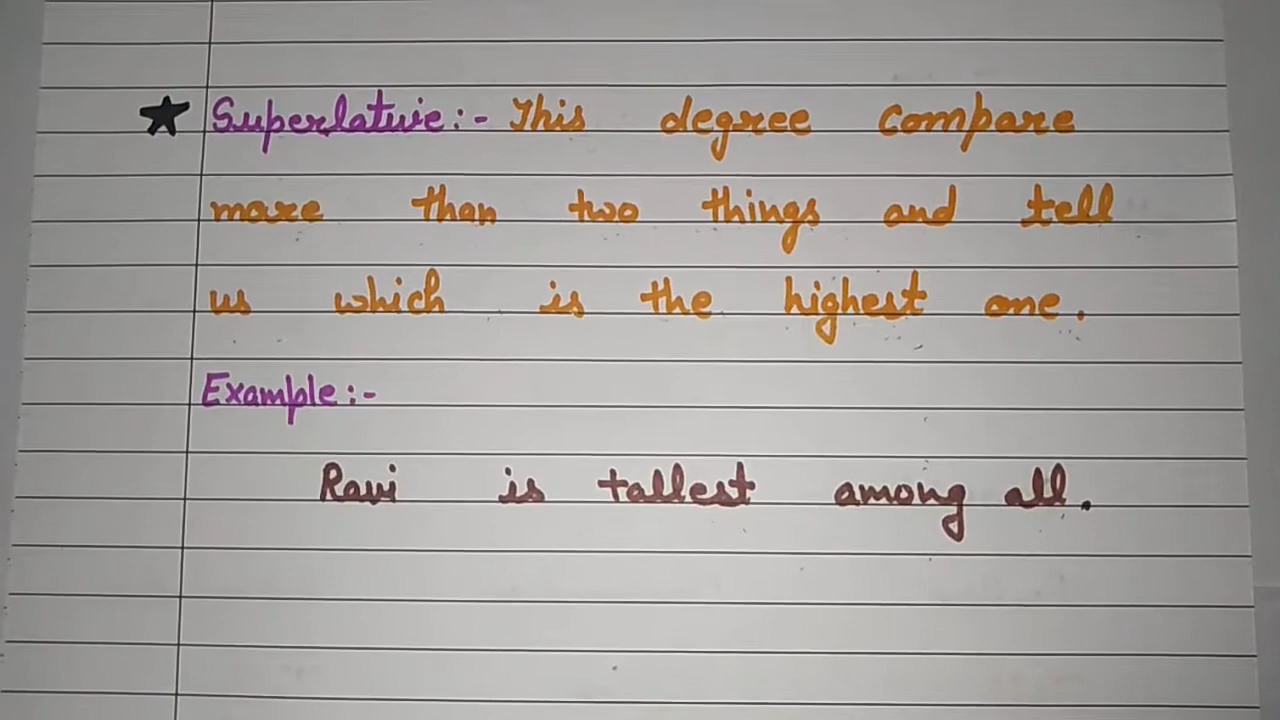 ★ Superlative:- This degree compare
more than two things and tell
us which is the highest one.
Example:-
Ravi is tallest among all.